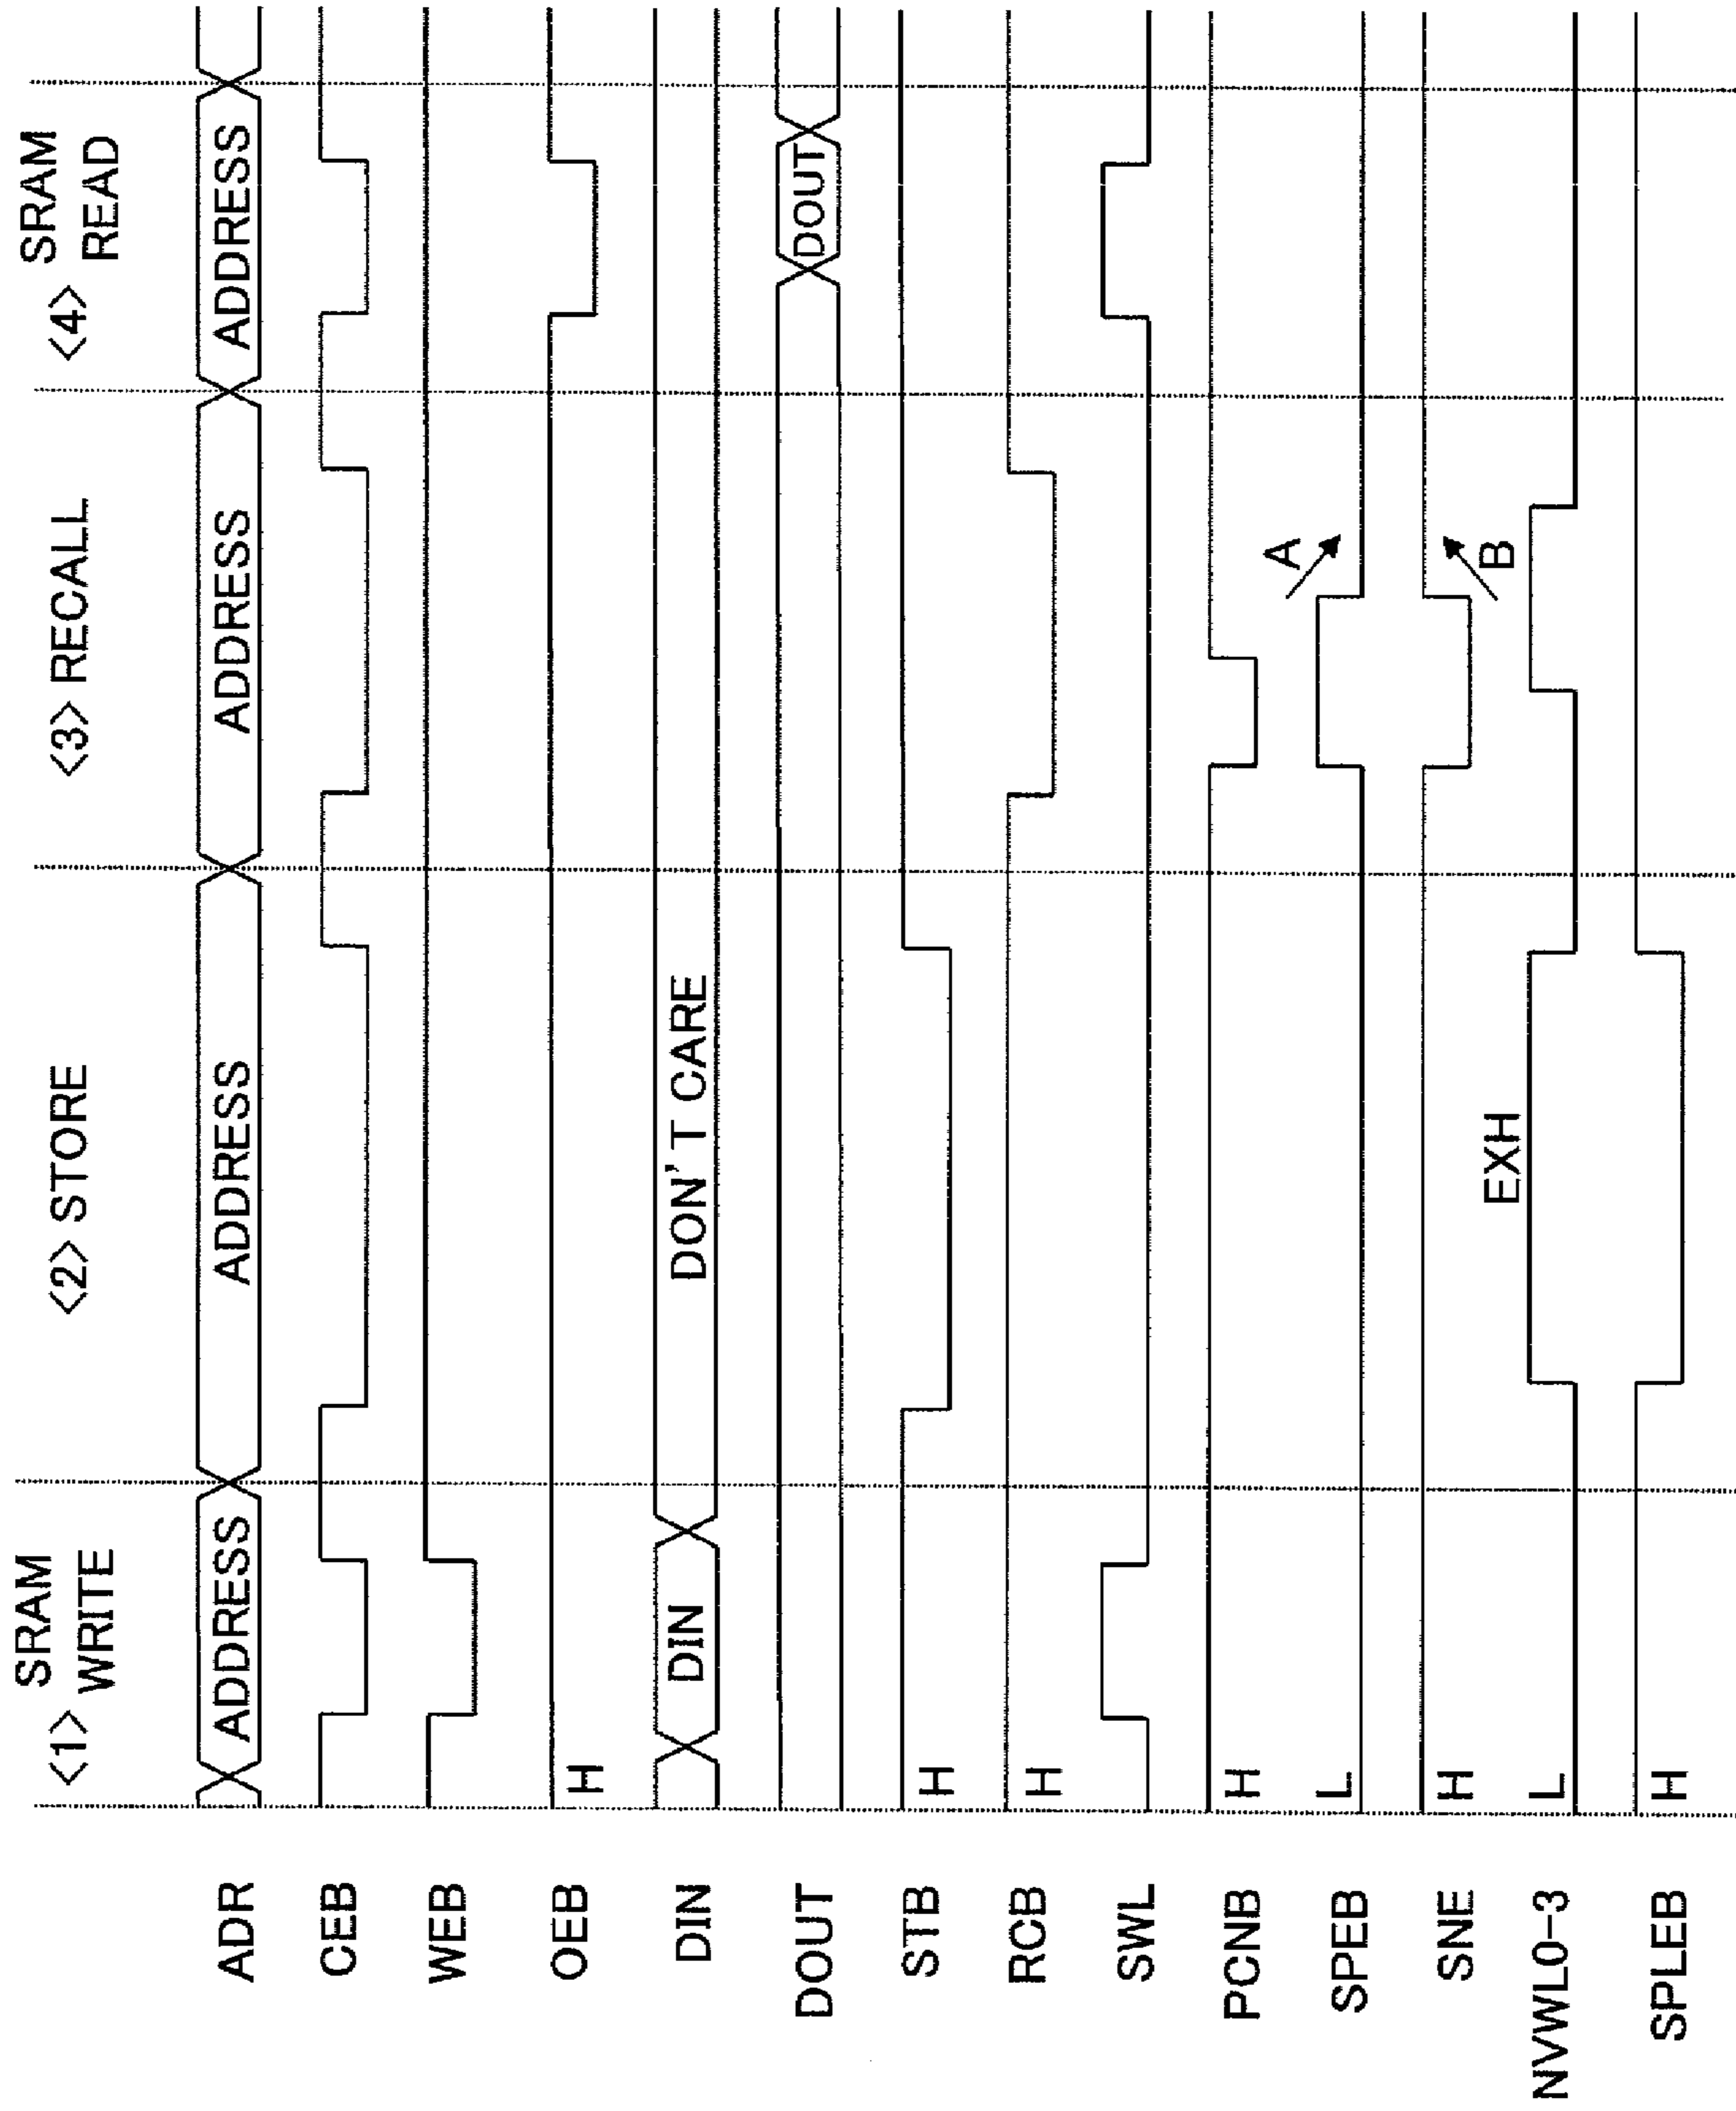 <1> SRAM WRITE
<2> STORE
<3> RECALL
<4> SRAM READ
ADR ADDRESS ADDRESS ADDRESS ADDRESS
CEB
WEB
OEB H
DIN DIN DON'T CARE
DOUT DOUT
STB H
RCB H
SWL
PCNB H
SPEB L A
SNE H B
NVWL0-3 L EXH
SPLEB H